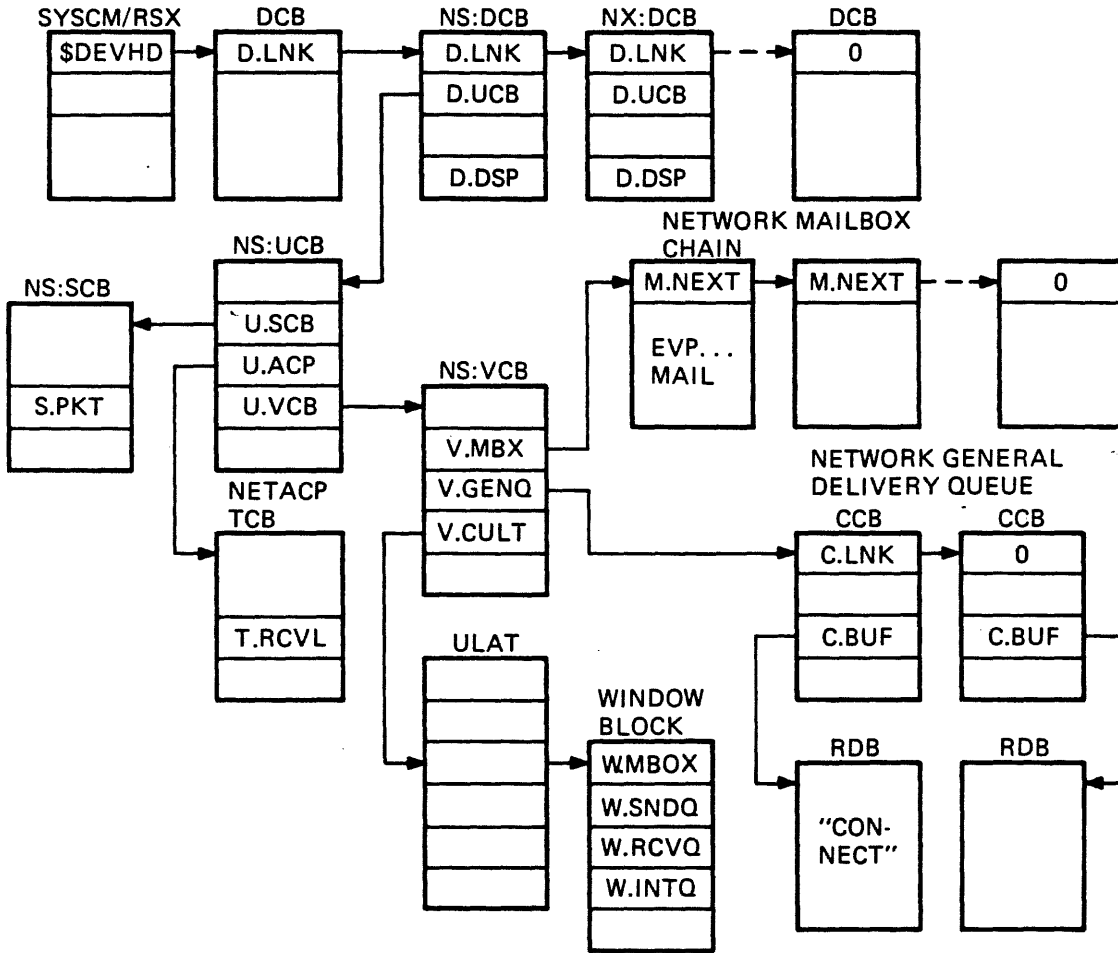 SYSCM/RSX
$DEVHD
DCB
D.LNK
NS:DCB
D.LNK
D.UCB
D.DSP
NX:DCB
D.LNK
D.UCB
D.DSP
DCB
0
NS:SCB
S.PKT
NS:UCB
U.SCB
U.ACP
U.VCB
NETACP
TCB
T.RCVL
NS:VCB
V.MBX
V.GENQ
V.CULT
NETWORK MAILBOX
CHAIN
M.NEXT
EVP...
MAIL
M.NEXT
0
NETWORK GENERAL
DELIVERY QUEUE
CCB
C.LNK
C.BUF
CCB
0
C.BUF
ULAT
WINDOW
BLOCK
W.MBOX
W.SNDQ
W.RCVQ
W.INTQ
RDB
"CON-
NECT"
RDB